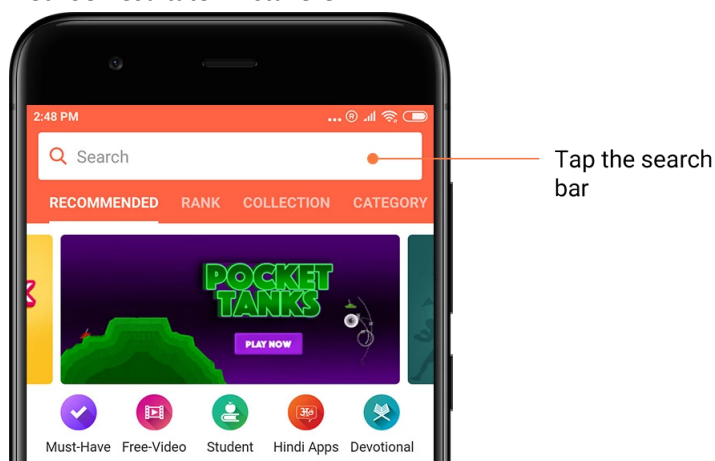 2:48 PM
Search
Tap the search
bar
RECOMMENDED RANK COLLECTION CATEGORY
POCKET
TANKS
PLAY NOW
Must-Have Free-Video Student Hindi Apps Devotional